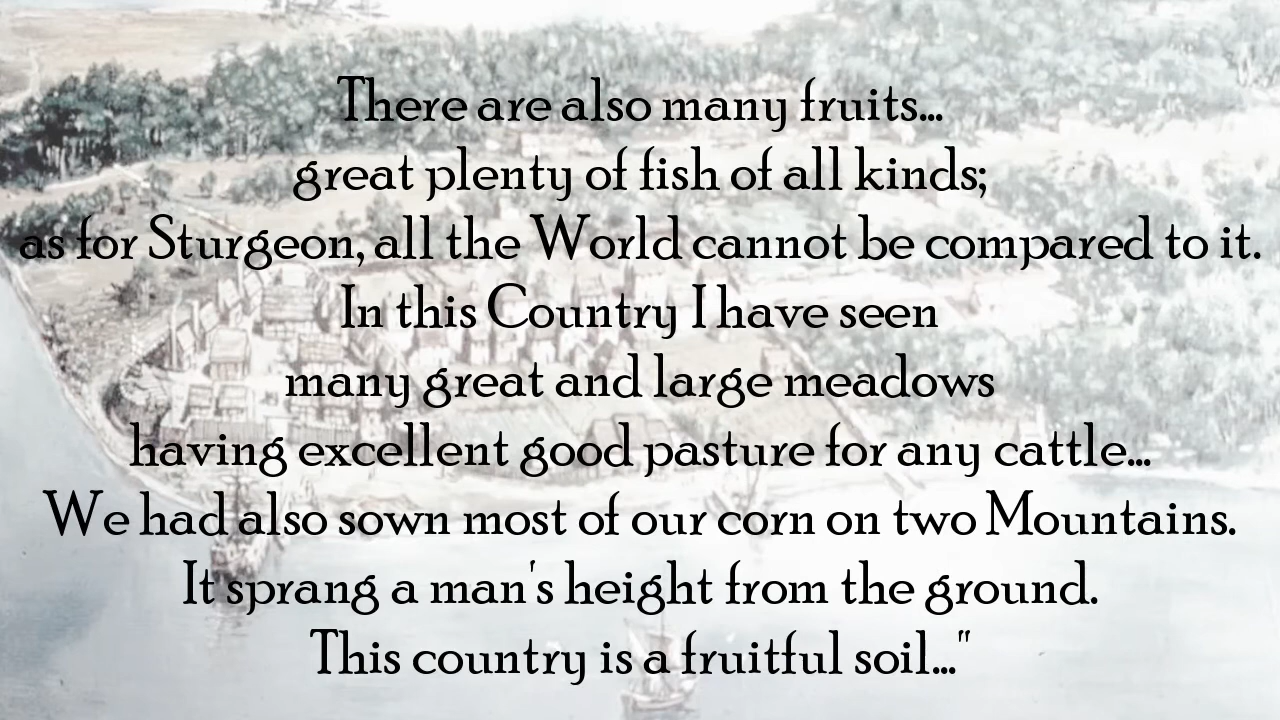 There are also many fruits...
great plenty of fish of all kinds;
as for Sturgeon, all the World cannot be compared to it.
In this Country I have seen
many great and large meadows
having excellent good pasture for any cattle...
We had also sown most of our corn on two Mountains.
It sprang a man's height from the ground.
This country is a fruitful soil..."